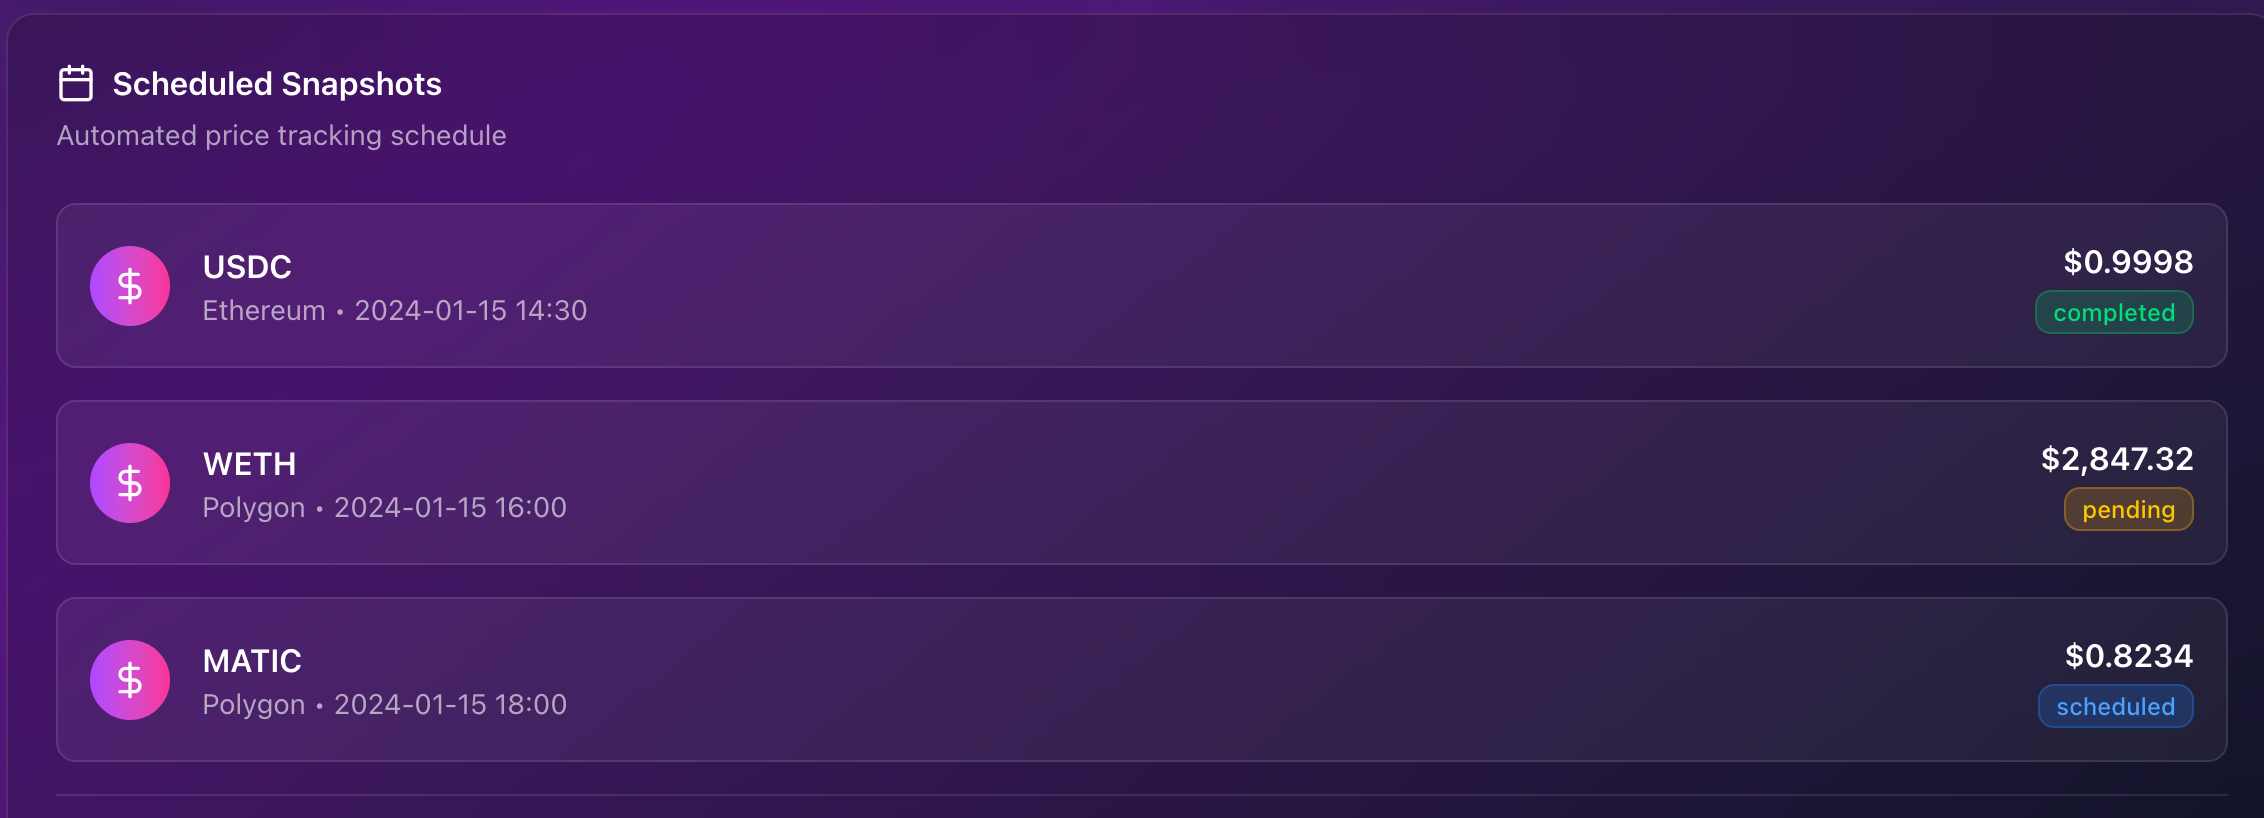 Scheduled Snapshots
Automated price tracking schedule
$
USDC
Ethereum • 2024-01-15 14:30
$0.9998
completed
$
WETH
Polygon • 2024-01-15 16:00
$2,847.32
pending
$
MATIC
Polygon • 2024-01-15 18:00
$0.8234
scheduled